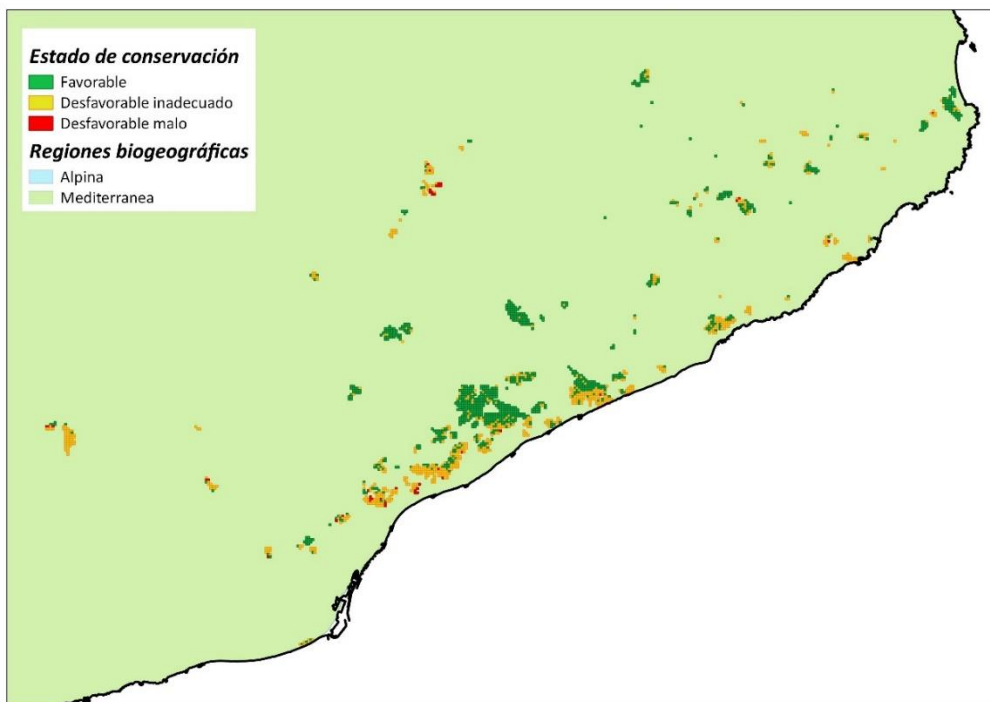 Estado de conservación
Favorable
Desfavorable inadecuado
Desfavorable malo
Regiones biogeográficas
Alpina
Mediterranea